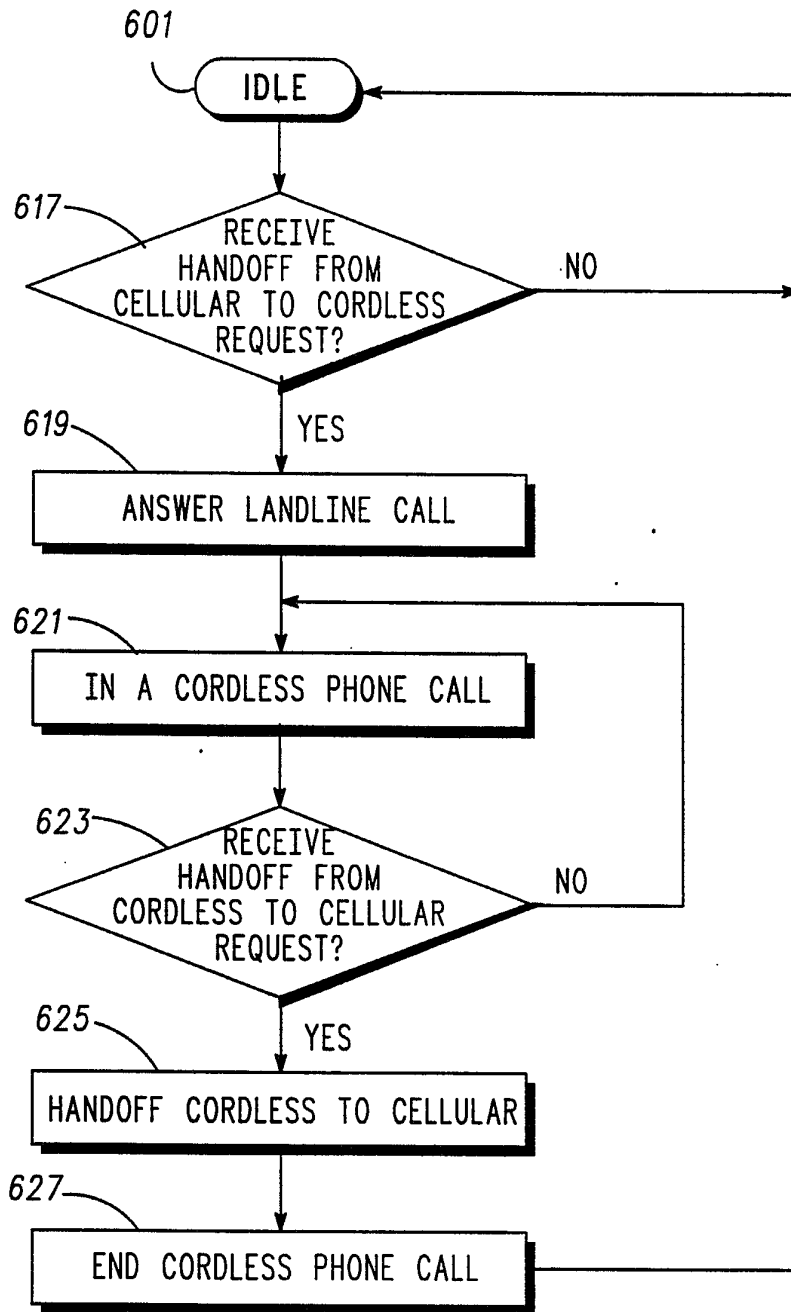 601
IDLE
617
RECEIVE
HANDOFF FROM
CELLULAR TO CORDLESS
REQUEST?
NO
YES
619
ANSWER LANDLINE CALL
621
IN A CORDLESS PHONE CALL
623
RECEIVE
HANDOFF FROM
CORDLESS TO CELLULAR
REQUEST?
NO
YES
625
HANDOFF CORDLESS TO CELLULAR
627
END CORDLESS PHONE CALL